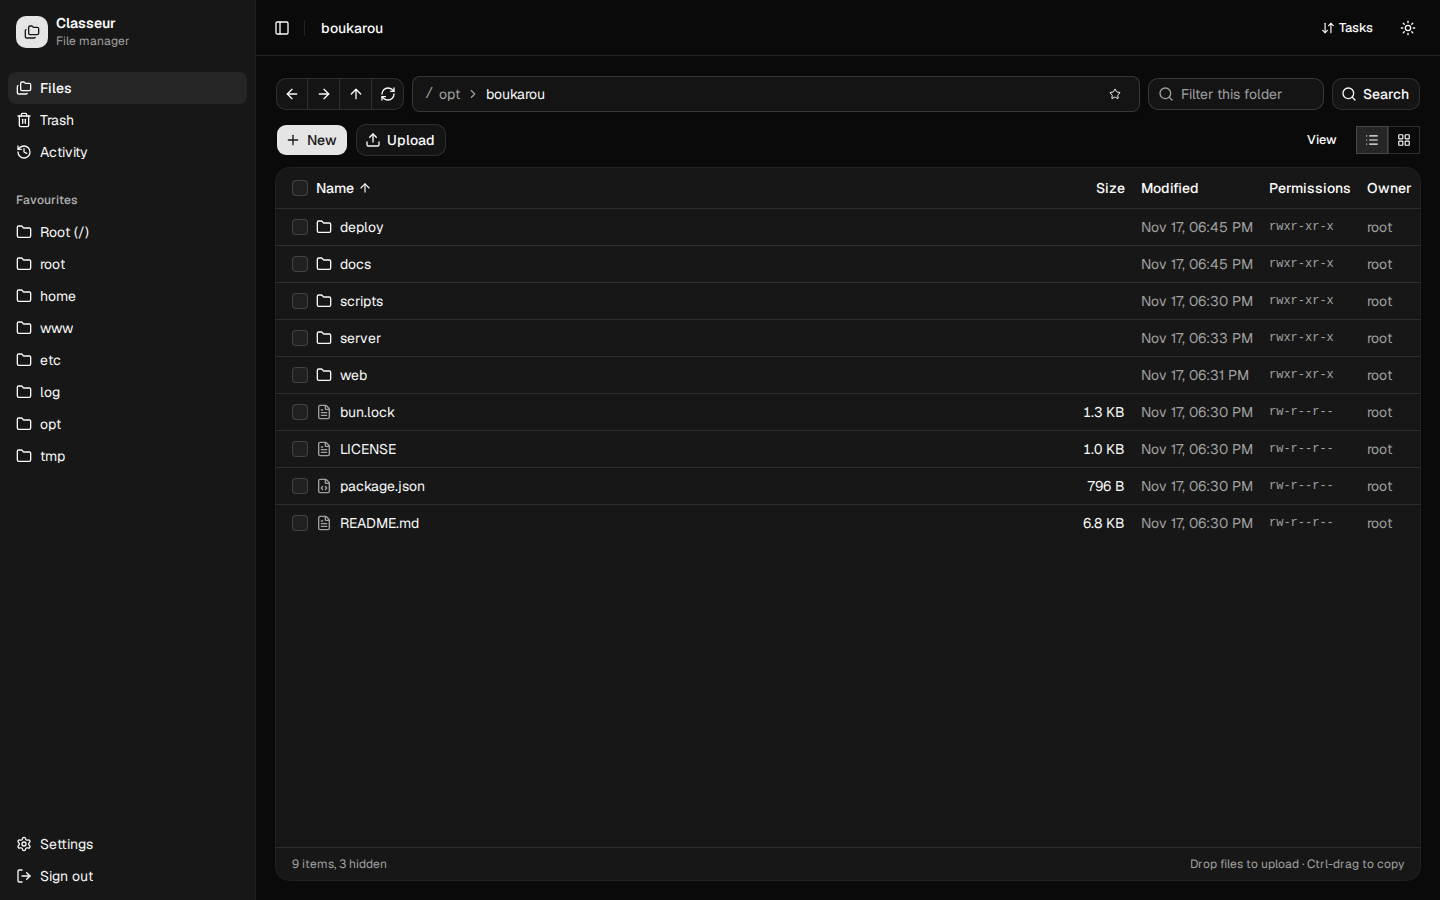 Classeur
File manager
Files
Trash
Activity
Favourites
Root (/)
root
home
www
etc
log
opt
tmp
Settings
Sign out
boukarou
Tasks
/ opt > boukarou
Filter this folder
Search
New
Upload
View
Name Size Modified Permissions Owner
deploy Nov 17, 06:45 PM rwxr-xr-x root
docs Nov 17, 06:45 PM rwxr-xr-x root
scripts Nov 17, 06:30 PM rwxr-xr-x root
server Nov 17, 06:33 PM rwxr-xr-x root
web Nov 17, 06:31 PM rwxr-xr-x root
bun.lock 1.3 KB Nov 17, 06:30 PM rw-r--r-- root
LICENSE 1.0 KB Nov 17, 06:30 PM rw-r--r-- root
package.json 796 B Nov 17, 06:30 PM rw-r--r-- root
README.md 6.8 KB Nov 17, 06:30 PM rw-r--r-- root
9 items, 3 hidden
Drop files to upload · Ctrl-drag to copy